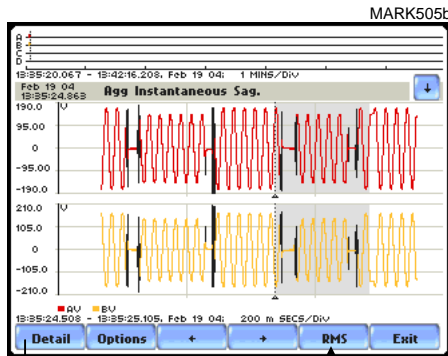 MARK505b
A
B
C
D
13:35:20.067 - 13:42:16.208, Feb 19 04; 1 MINS/Div
Feb 19 04
13:35:24.863
Agg Instantaneous Sag.
190.0 V
95.00
0
-95.00
-190.0
210.0 V
105.0
0
-105.0
-210.0
AV BV
13:35:24.508 - 13:35:25.105, Feb 19 04; 200 m SECS/Div
Detail Options ← → RMS Exit